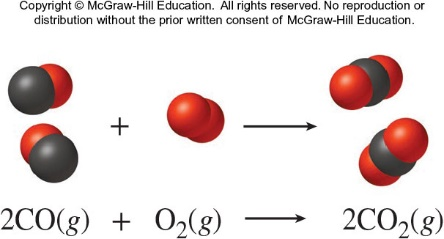 Copyright © McGraw-Hill Education. All rights reserved. No reproduction or
distribution without the prior written consent of McGraw-Hill Education.
+
2CO(g) + O₂(g) ⟶ 2CO₂(g)